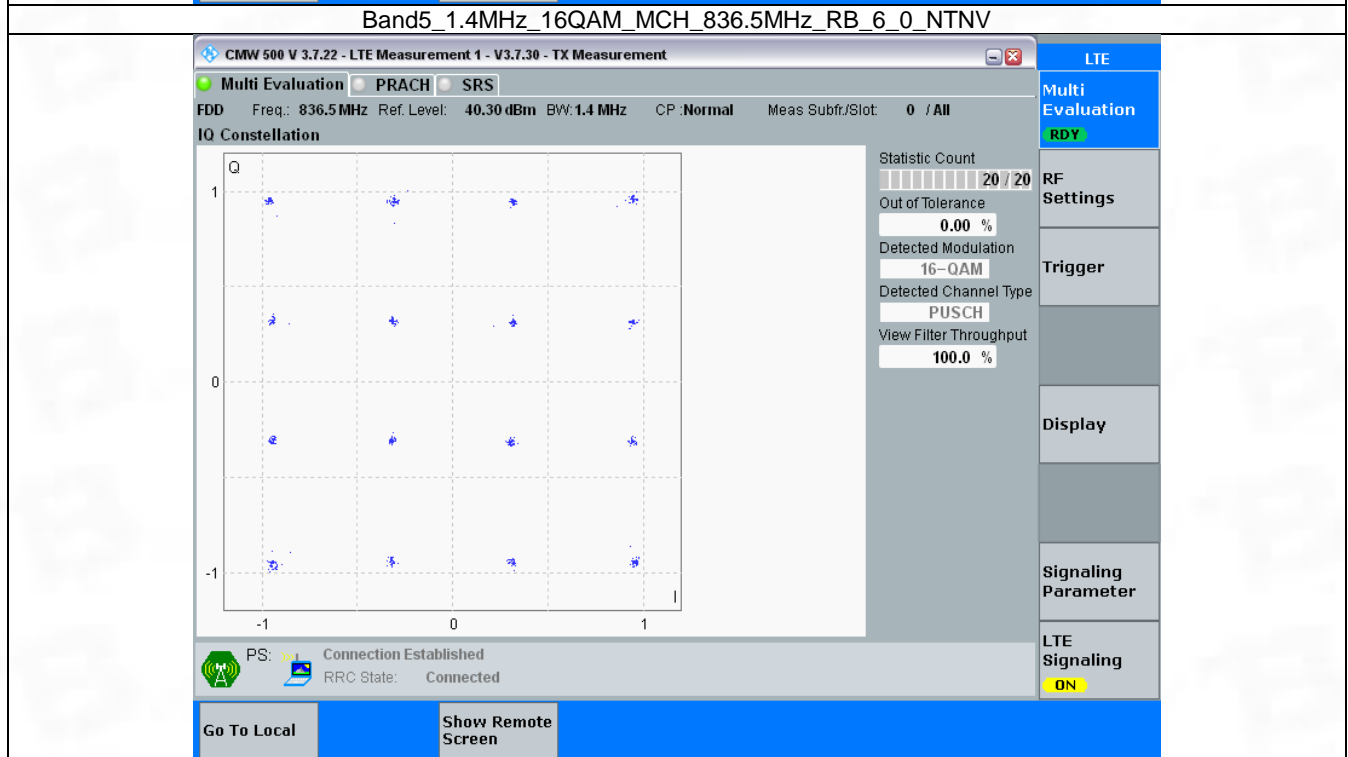 Band5_1.4MHz_16QAM_MCH_836.5MHz_RB_6_0_NTNV
CMW 500 V 3.7.22 - LTE Measurement 1 - V3.7.30 - TX Measurement
LTE
Multi Evaluation PRACH SRS
Multi
Evaluation
RDY
FDD Freq.: 836.5 MHz Ref. Level: 40.30 dBm BW: 1.4 MHz CP :Normal Meas Subfr./Slot: 0 / All
IQ Constellation
Q
1
0
-1
I
-1 0 1
Statistic Count
20 / 20
Out of Tolerance
0.00 %
Detected Modulation
16-QAM
Detected Channel Type
PUSCH
View Filter Throughput
100.0 %
RF
Settings
Trigger
Display
Signaling
Parameter
LTE
Signaling
ON
PS: Connection Established
RRC State: Connected
Go To Local
Show Remote
Screen